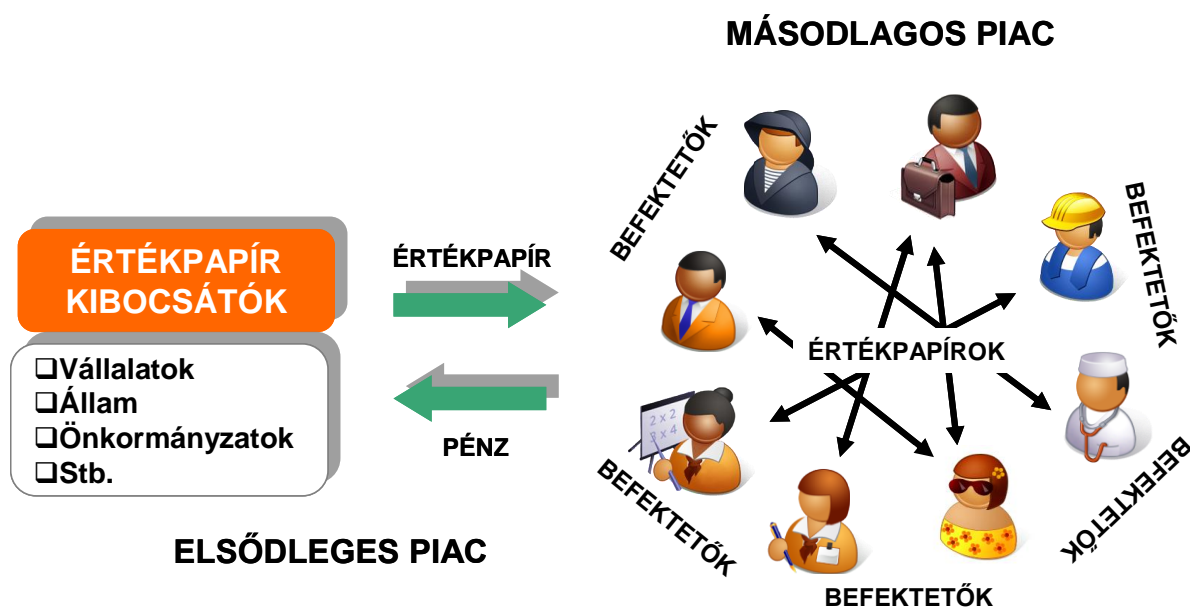 MÁSODLAGOS PIAC
BEFEKTETŐK
BEFEKTETŐK
ÉRTÉKPAPÍR
KIBOCSÁTÓK
ÉRTÉKPAPÍR
❑Vállalatok
❑Állam
❑Önkormányzatok
❑Stb.
PÉNZ
ÉRTÉKPAPÍROK
2 x 2
3 x 4
BEFEKTETŐK
BEFEKTETŐK
ELSŐDLEGES PIAC
BEFEKTETŐK